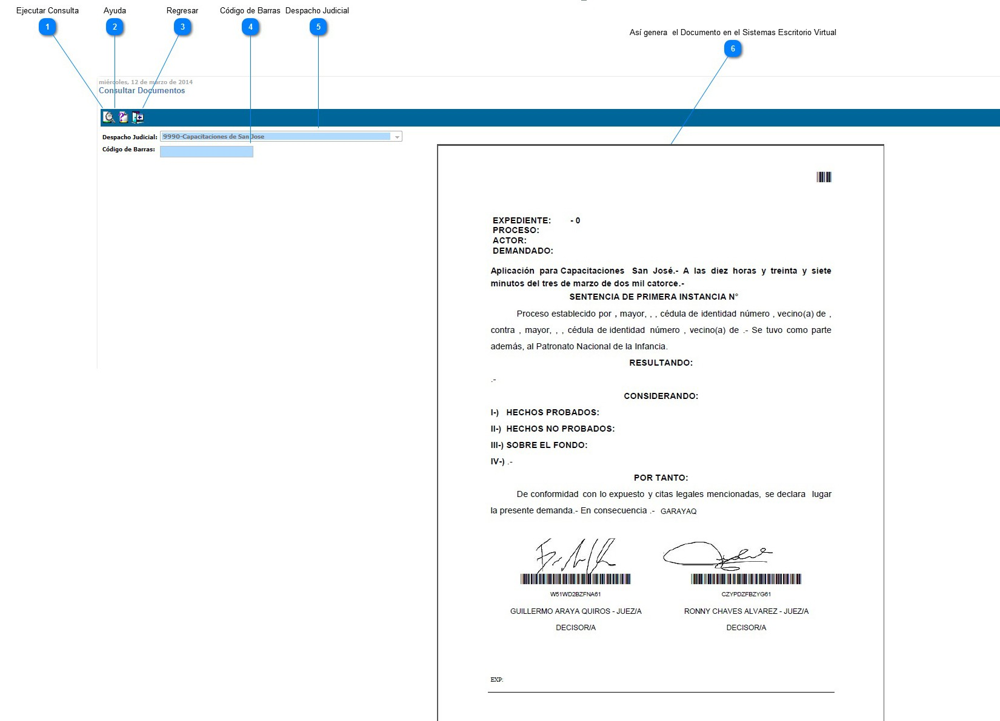 Ejecutar Consulta
Ayuda
Regresar
Código de Barras
Despacho Judicial
1
2
3
4
5
Así genera  el Documento en el Sistemas Escritorio Virtual
6
miércoles, 12 de marzo de 2014
Consultar Documentos
Despacho Judicial: 9990-Capacitaciones de San Jose
Código de Barras:
EXPEDIENTE: - 0
PROCESO:
ACTOR:
DEMANDADO:
Aplicación para Capacitaciones San José.- A las diez horas y treinta y siete
minutos del tres de marzo de dos mil catorce.-
SENTENCIA DE PRIMERA INSTANCIA N°
Proceso establecido por , mayor, , , cédula de identidad número , vecino(a) de ,
contra , mayor, , , cédula de identidad número , vecino(a) de .- Se tuvo como parte
además, al Patronato Nacional de la Infancia.
RESULTANDO:
.-
CONSIDERANDO:
I-) HECHOS PROBADOS:
II-) HECHOS NO PROBADOS:
III-) SOBRE EL FONDO:
IV-) .-
POR TANTO:
De conformidad con lo expuesto y citas legales mencionadas, se declara lugar
la presente demanda.- En consecuencia .- GARAYAQ
W51WD2BZFNA61
CZYPDZFBZYG61
GUILLERMO ARAYA QUIROS - JUEZ/A
RONNY CHAVES ALVAREZ - JUEZ/A
DECISOR/A
DECISOR/A
EXP: